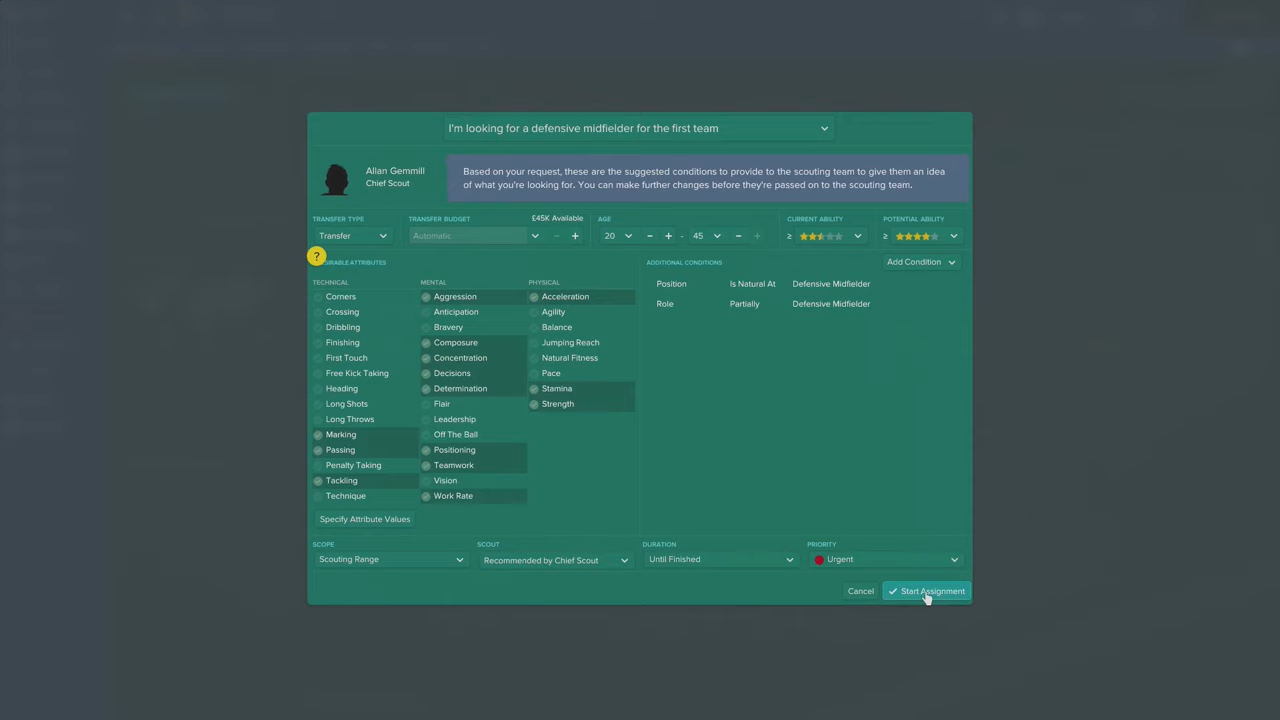 I'm looking for a defensive midfielder for the first team
Allan Gemmill
Chief Scout
Based on your request, these are the suggested conditions to provide to the scouting team to give them an idea
of what you're looking for. You can make further changes before they're passed on to the scouting team.
TRANSFER TYPE
Transfer
TRANSFER BUDGET
£45K Available
Automatic
AGE
20 - 45
CURRENT ABILITY
≥
POTENTIAL ABILITY
≥
?
IRABLE ATTRIBUTES
TECHNICAL
Corners
Crossing
Dribbling
Finishing
First Touch
Free Kick Taking
Heading
Long Shots
Long Throws
Marking
Passing
Penalty Taking
Tackling
Technique
MENTAL
Aggression
Anticipation
Bravery
Composure
Concentration
Decisions
Determination
Flair
Leadership
Off The Ball
Positioning
Teamwork
Vision
Work Rate
PHYSICAL
Acceleration
Agility
Balance
Jumping Reach
Natural Fitness
Pace
Stamina
Strength
Specify Attribute Values
ADDITIONAL CONDITIONS
Add Condition
Position Is Natural At Defensive Midfielder
Role Partially Defensive Midfielder
SCOPE
Scouting Range
SCOUT
Recommended by Chief Scout
DURATION
Until Finished
PRIORITY
Urgent
Cancel
Start Assignment